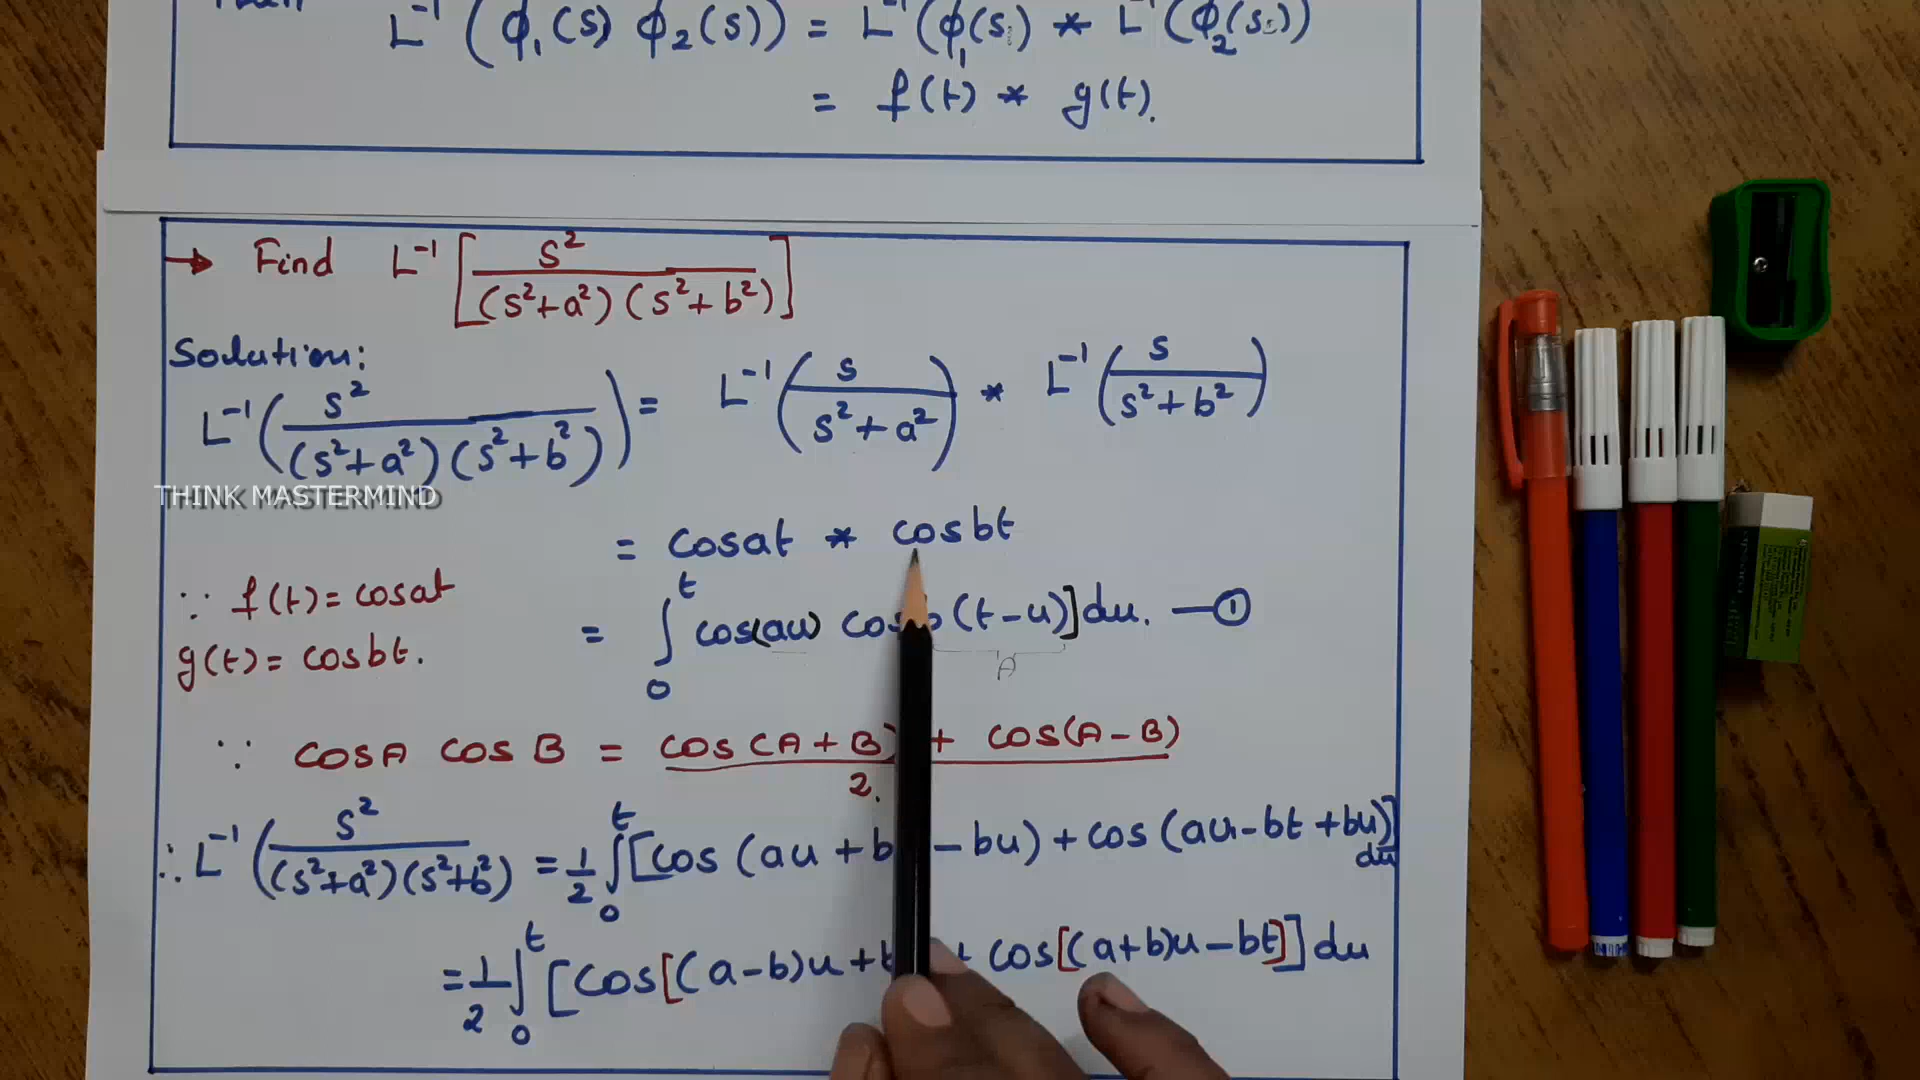 L⁻¹ (ϕ₁(s) ϕ₂(s)) = L⁻¹(ϕ₁(s)) * L⁻¹(ϕ₂(s))
= f(t) * g(t).
→ Find L⁻¹ [s² / (s²+a²)(s²+b²)]
Solution:
L⁻¹ (s² / (s²+a²)(s²+b²)) = L⁻¹ (s / s²+a²) * L⁻¹ (s / s²+b²)
THINK MASTERMIND
= cosat * cosbt
∵ f(t) = cosat
g(t) = cosbt.
= ∫₀ᵗ cos(au) cos (t-u)] du. —①
A
∵ cosA cosB = cos(A+B) + cos(A-B) / 2.
∴ L⁻¹ (s² / (s²+a²)(s²+b²)) = 1/2 ∫₀ᵗ [cos (au + b - bu) + cos (au - bt + bu)] du
= 1/2 ∫₀ᵗ [cos[(a-b)u + + cos[(a+b)u - bt]] du